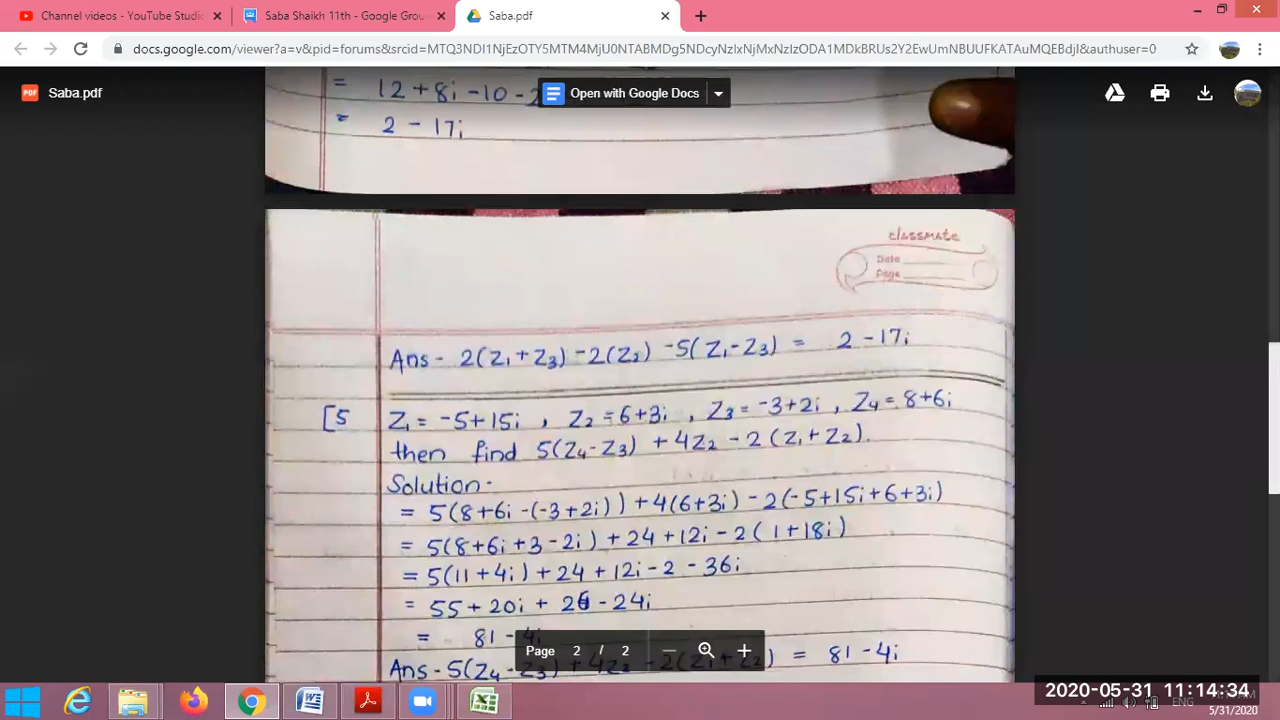 Channel videos - YouTube Studi
Saba Shaikh 11th - Google Grou
Saba.pdf
docs.google.com/viewer?a=v&pid=forums&srcid=
Saba.pdf
Open with Google Docs
= 12 + 8i - 10 - 2
= 2 - 17i
classmate
Date
Page
Ans - 2(Z1 + Z3) - 2(Z2) - 5(Z1 - Z3) = 2 - 17i
[5 Z1 = -5+15i , Z2 = 6+3i , Z3 = -3+2i , Z4 = 8+6i
then find 5(Z4 - Z3) + 4Z2 - 2(Z1 + Z2).
Solution -
= 5(8+6i -(-3+2i)) + 4(6+3i) - 2(-5+15i+6+3i)
= 5(8+6i+3-2i) + 24 + 12i - 2(1+18i)
= 5(11+4i) + 24 + 12i - 2 - 36i
= 55 + 20i + 26 - 24i
= 81 - 4i
Page 2 / 2
Ans - 5(Z4 - Z3) + 4Z2 - 2(Z1 + Z2) = 81 - 4i
2020-05-31 11:14:34
ENG
5/31/2020